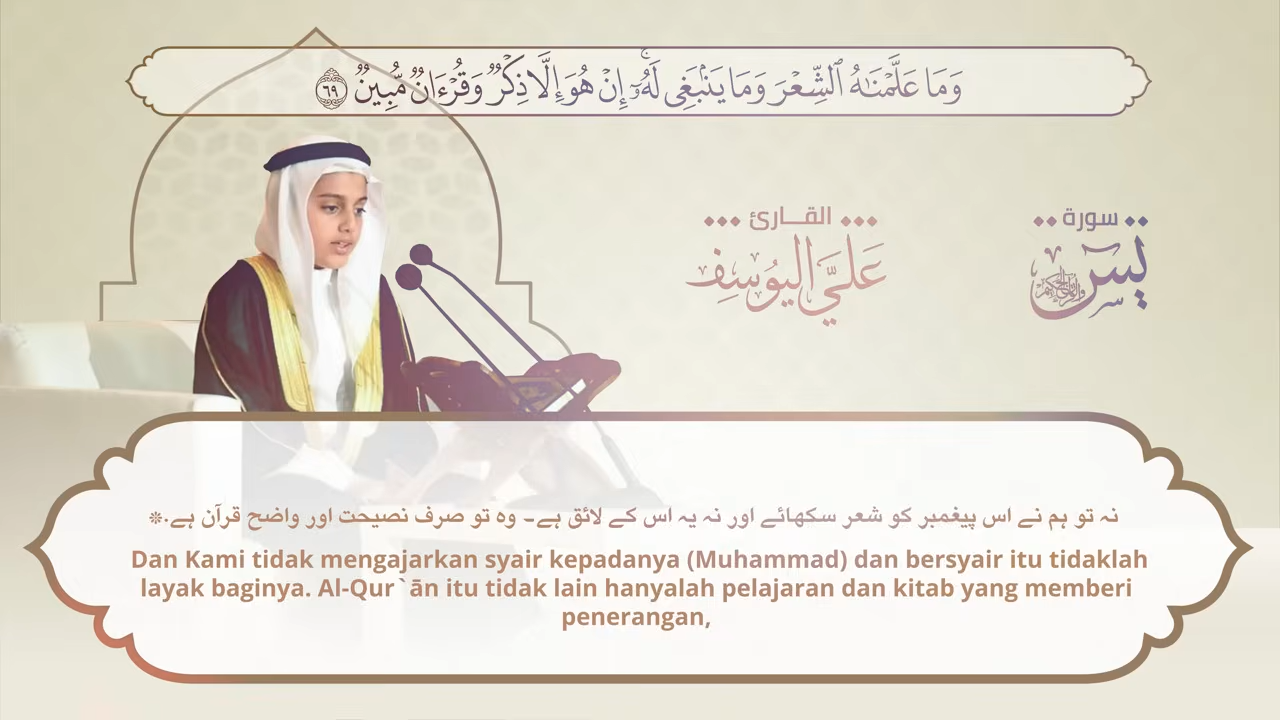 وَمَا عَلَّمْنَٰهُ ٱلشِّعْرَ وَمَا يَنۢبَغِى لَهُۥٓ ۚ إِنْ هُوَ إِلَّا ذِكْرٌ وَقُرْءَانٌ مُّبِينٌ ٦٩
سورة
يسٓ
القارئ
عَلي اليُوسِف
نہ تو ہم نے اس پیغمبر کو شعر سکھائے اور نہ یہ اس کے لائق ہے۔ وہ تو صرف نصیحت اور واضح قرآن ہے.
Dan Kami tidak mengajarkan syair kepadanya (Muhammad) dan bersyair itu tidaklah
layak baginya. Al-Qur`ān itu tidak lain hanyalah pelajaran dan kitab yang memberi
penerangan,